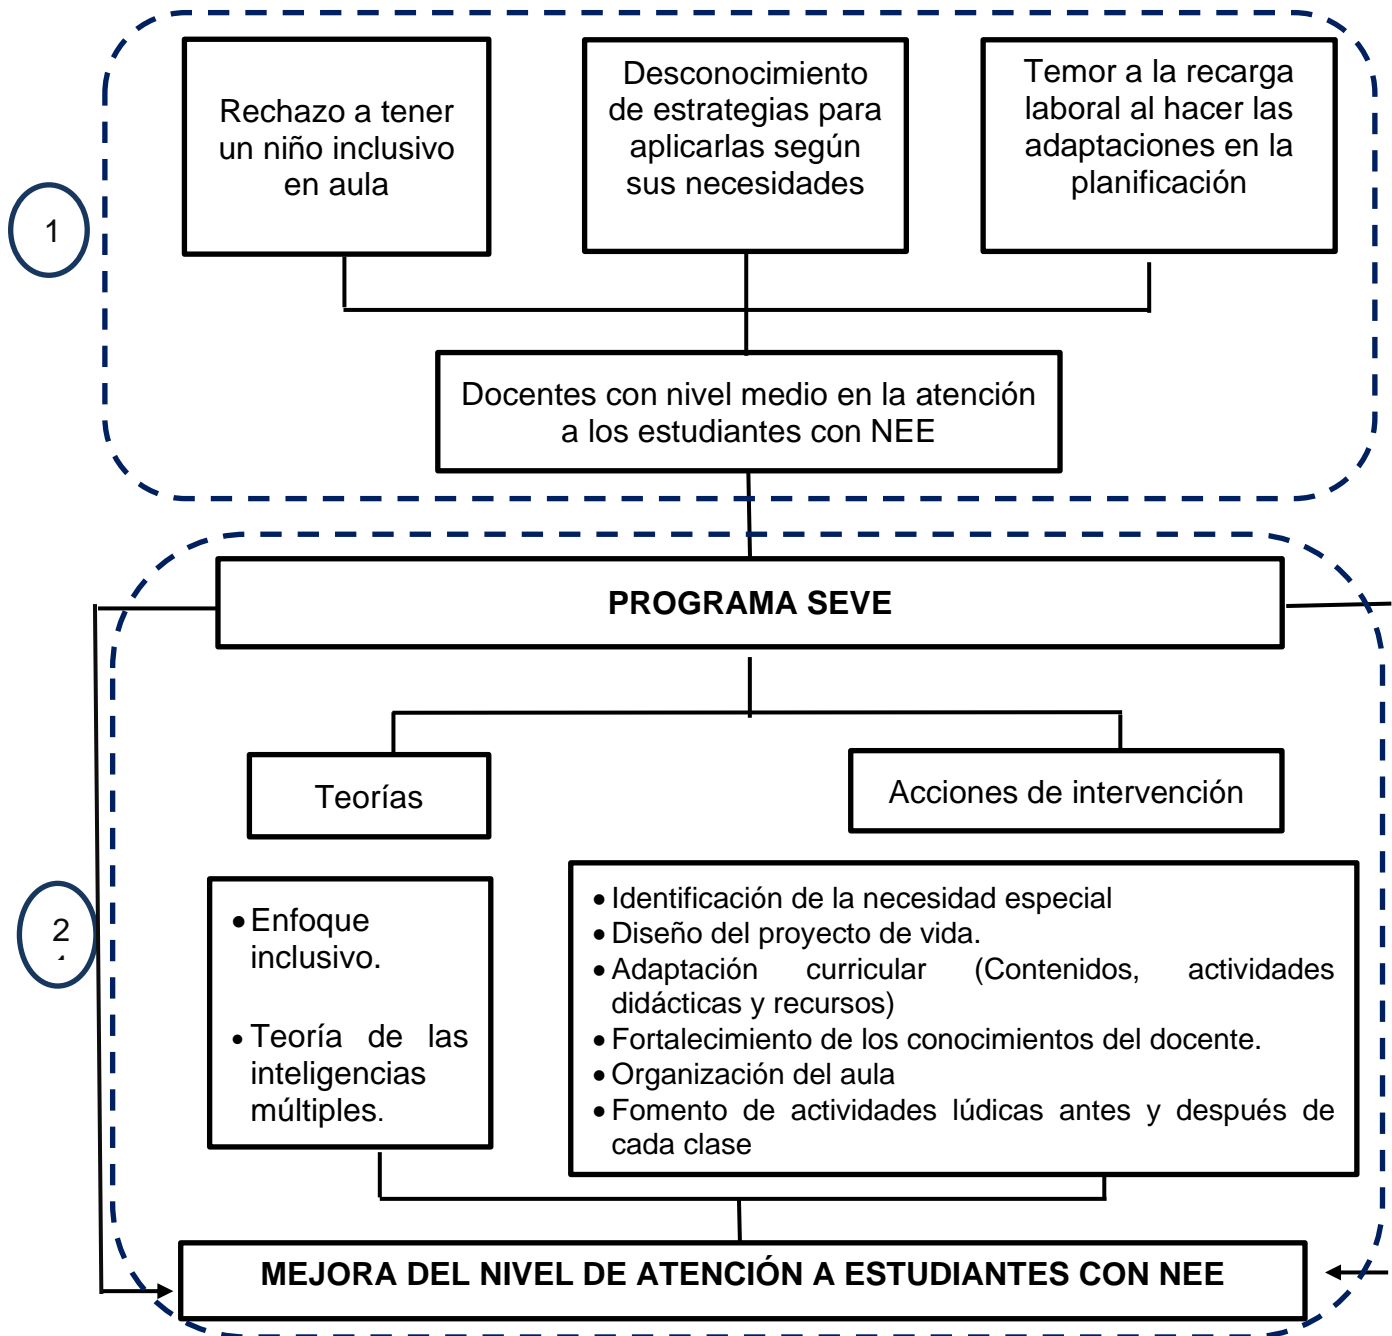 Rechazo a tener
un niño inclusivo
en aula
Desconocimiento
de estrategias para
aplicarlas según
sus necesidades
Temor a la recarga
laboral al hacer las
adaptaciones en la
planificación
1
Docentes con nivel medio en la atención
a los estudiantes con NEE
PROGRAMA SEVE
Teorías
Acciones de intervención
2
• Enfoque
inclusivo.
• Teoría de las
inteligencias
múltiples.
• Identificación de la necesidad especial
• Diseño del proyecto de vida.
• Adaptación curricular (Contenidos, actividades
didácticas y recursos)
• Fortalecimiento de los conocimientos del docente.
• Organización del aula
• Fomento de actividades lúdicas antes y después de
cada clase
MEJORA DEL NIVEL DE ATENCIÓN A ESTUDIANTES CON NEE